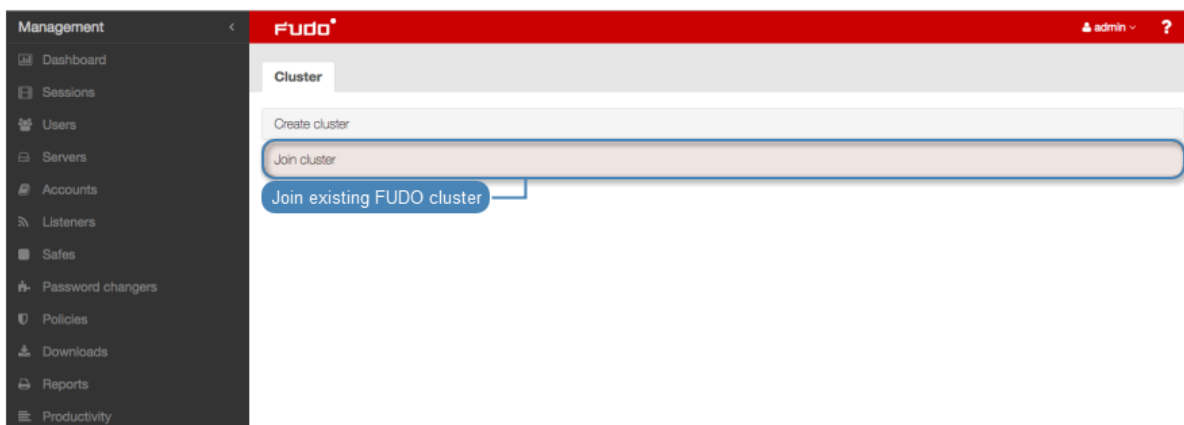 Management
Fudo
admin
?
Dashboard
Cluster
Sessions
Users
Create cluster
Servers
Join cluster
Accounts
Join existing FUDO cluster
Listeners
Safes
Password changers
Policies
Downloads
Reports
Productivity